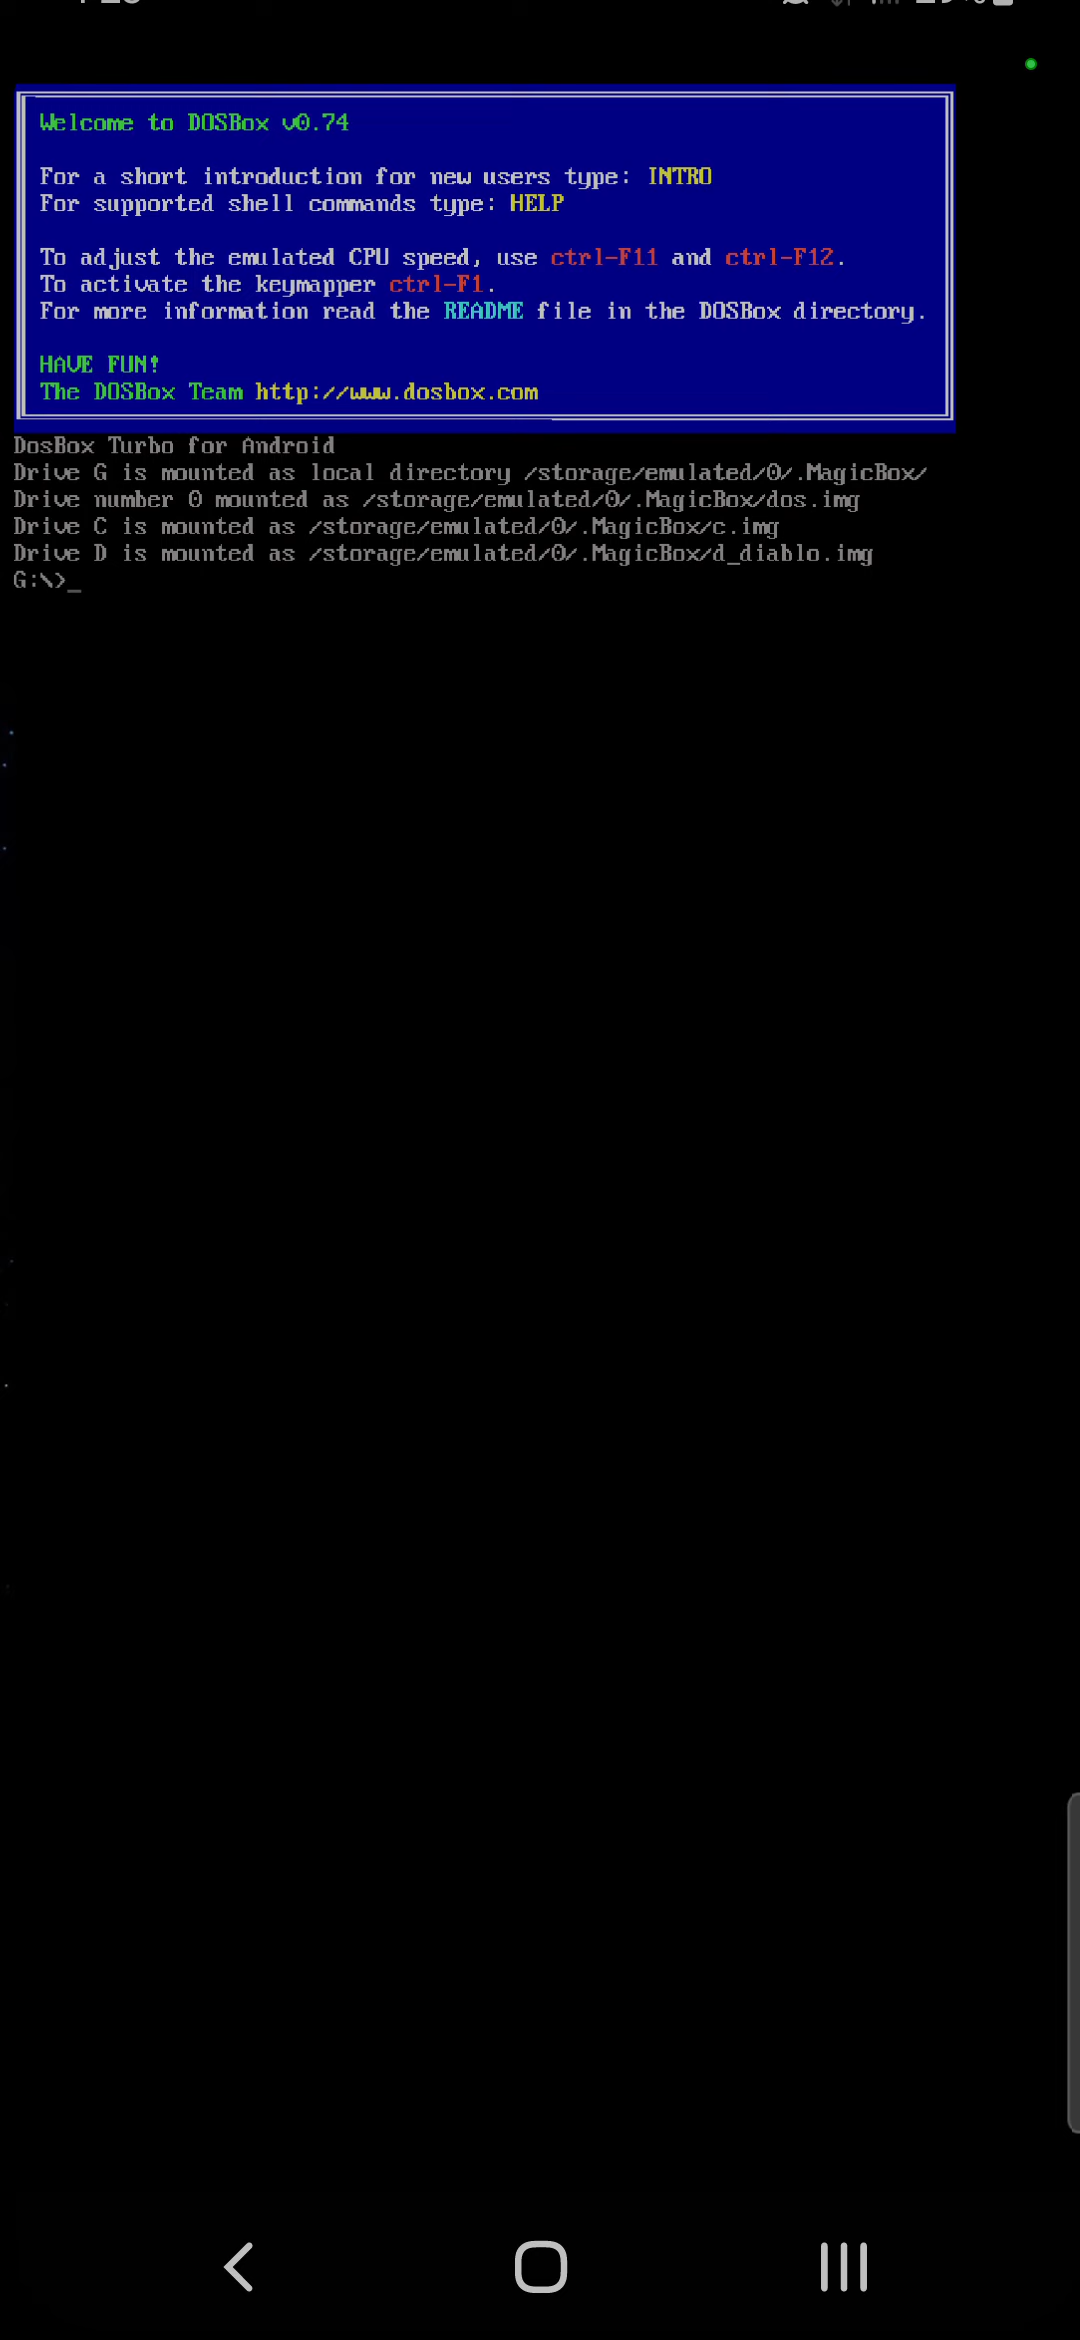 Welcome to DOSBox v0.74
For a short introduction for new users type: INTRO
For supported shell commands type: HELP
To adjust the emulated CPU speed, use ctrl-F11 and ctrl-F12.
To activate the keymapper ctrl-F1.
For more information read the README file in the DOSBox directory.
HAVE FUN!
The DOSBox Team http://www.dosbox.com
DosBox Turbo for Android
Drive G is mounted as local directory /storage/emulated/0/.MagicBox/
Drive number 0 mounted as /storage/emulated/0/.MagicBox/dos.img
Drive C is mounted as /storage/emulated/0/.MagicBox/c.img
Drive D is mounted as /storage/emulated/0/.MagicBox/d_diablo.img
G:\>_